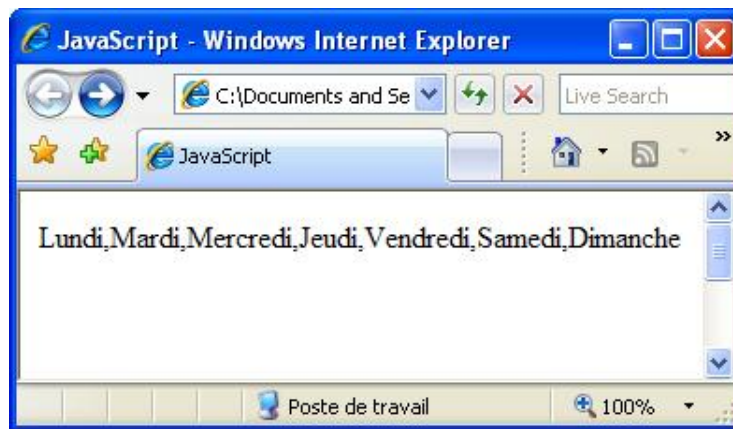 JavaScript - Windows Internet Explorer
C:\Documents and Se
Live Search
JavaScript
Lundi,Mardi,Mercredi,Jeudi,Vendredi,Samedi,Dimanche
Poste de travail
100%